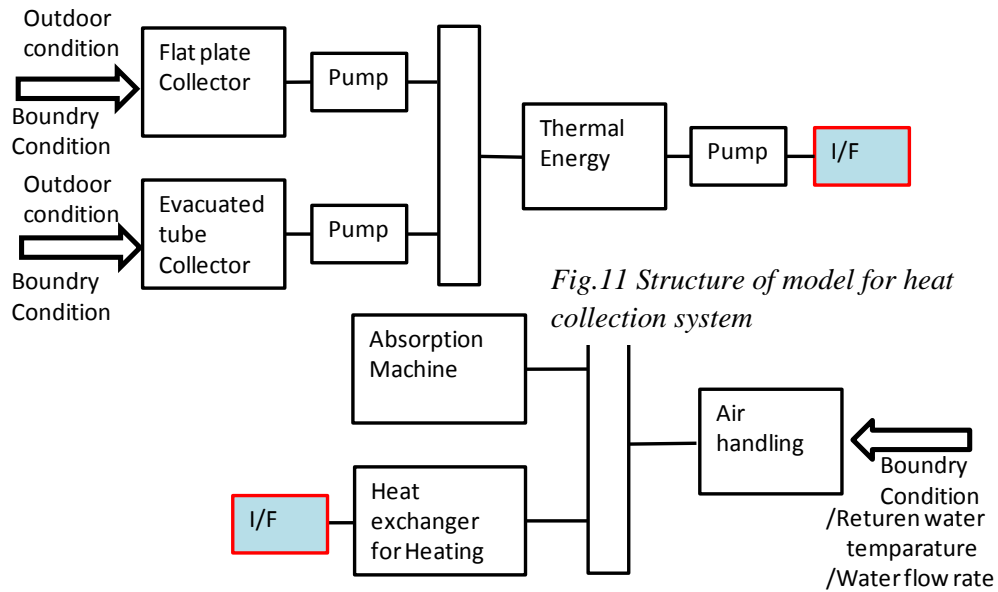 Outdoor
condition
Boundry
Condition
Flat plate
Collector
Pump
Outdoor
condition
Boundry
Condition
Evacuated
tube
Collector
Pump
Thermal
Energy
Pump
I/F
Fig.11 Structure of model for heat
collection system
Absorption
Machine
I/F
Heat
exchanger
for Heating
Air
handling
Boundry
Condition
/Returen water
temparature
/Water flow rate